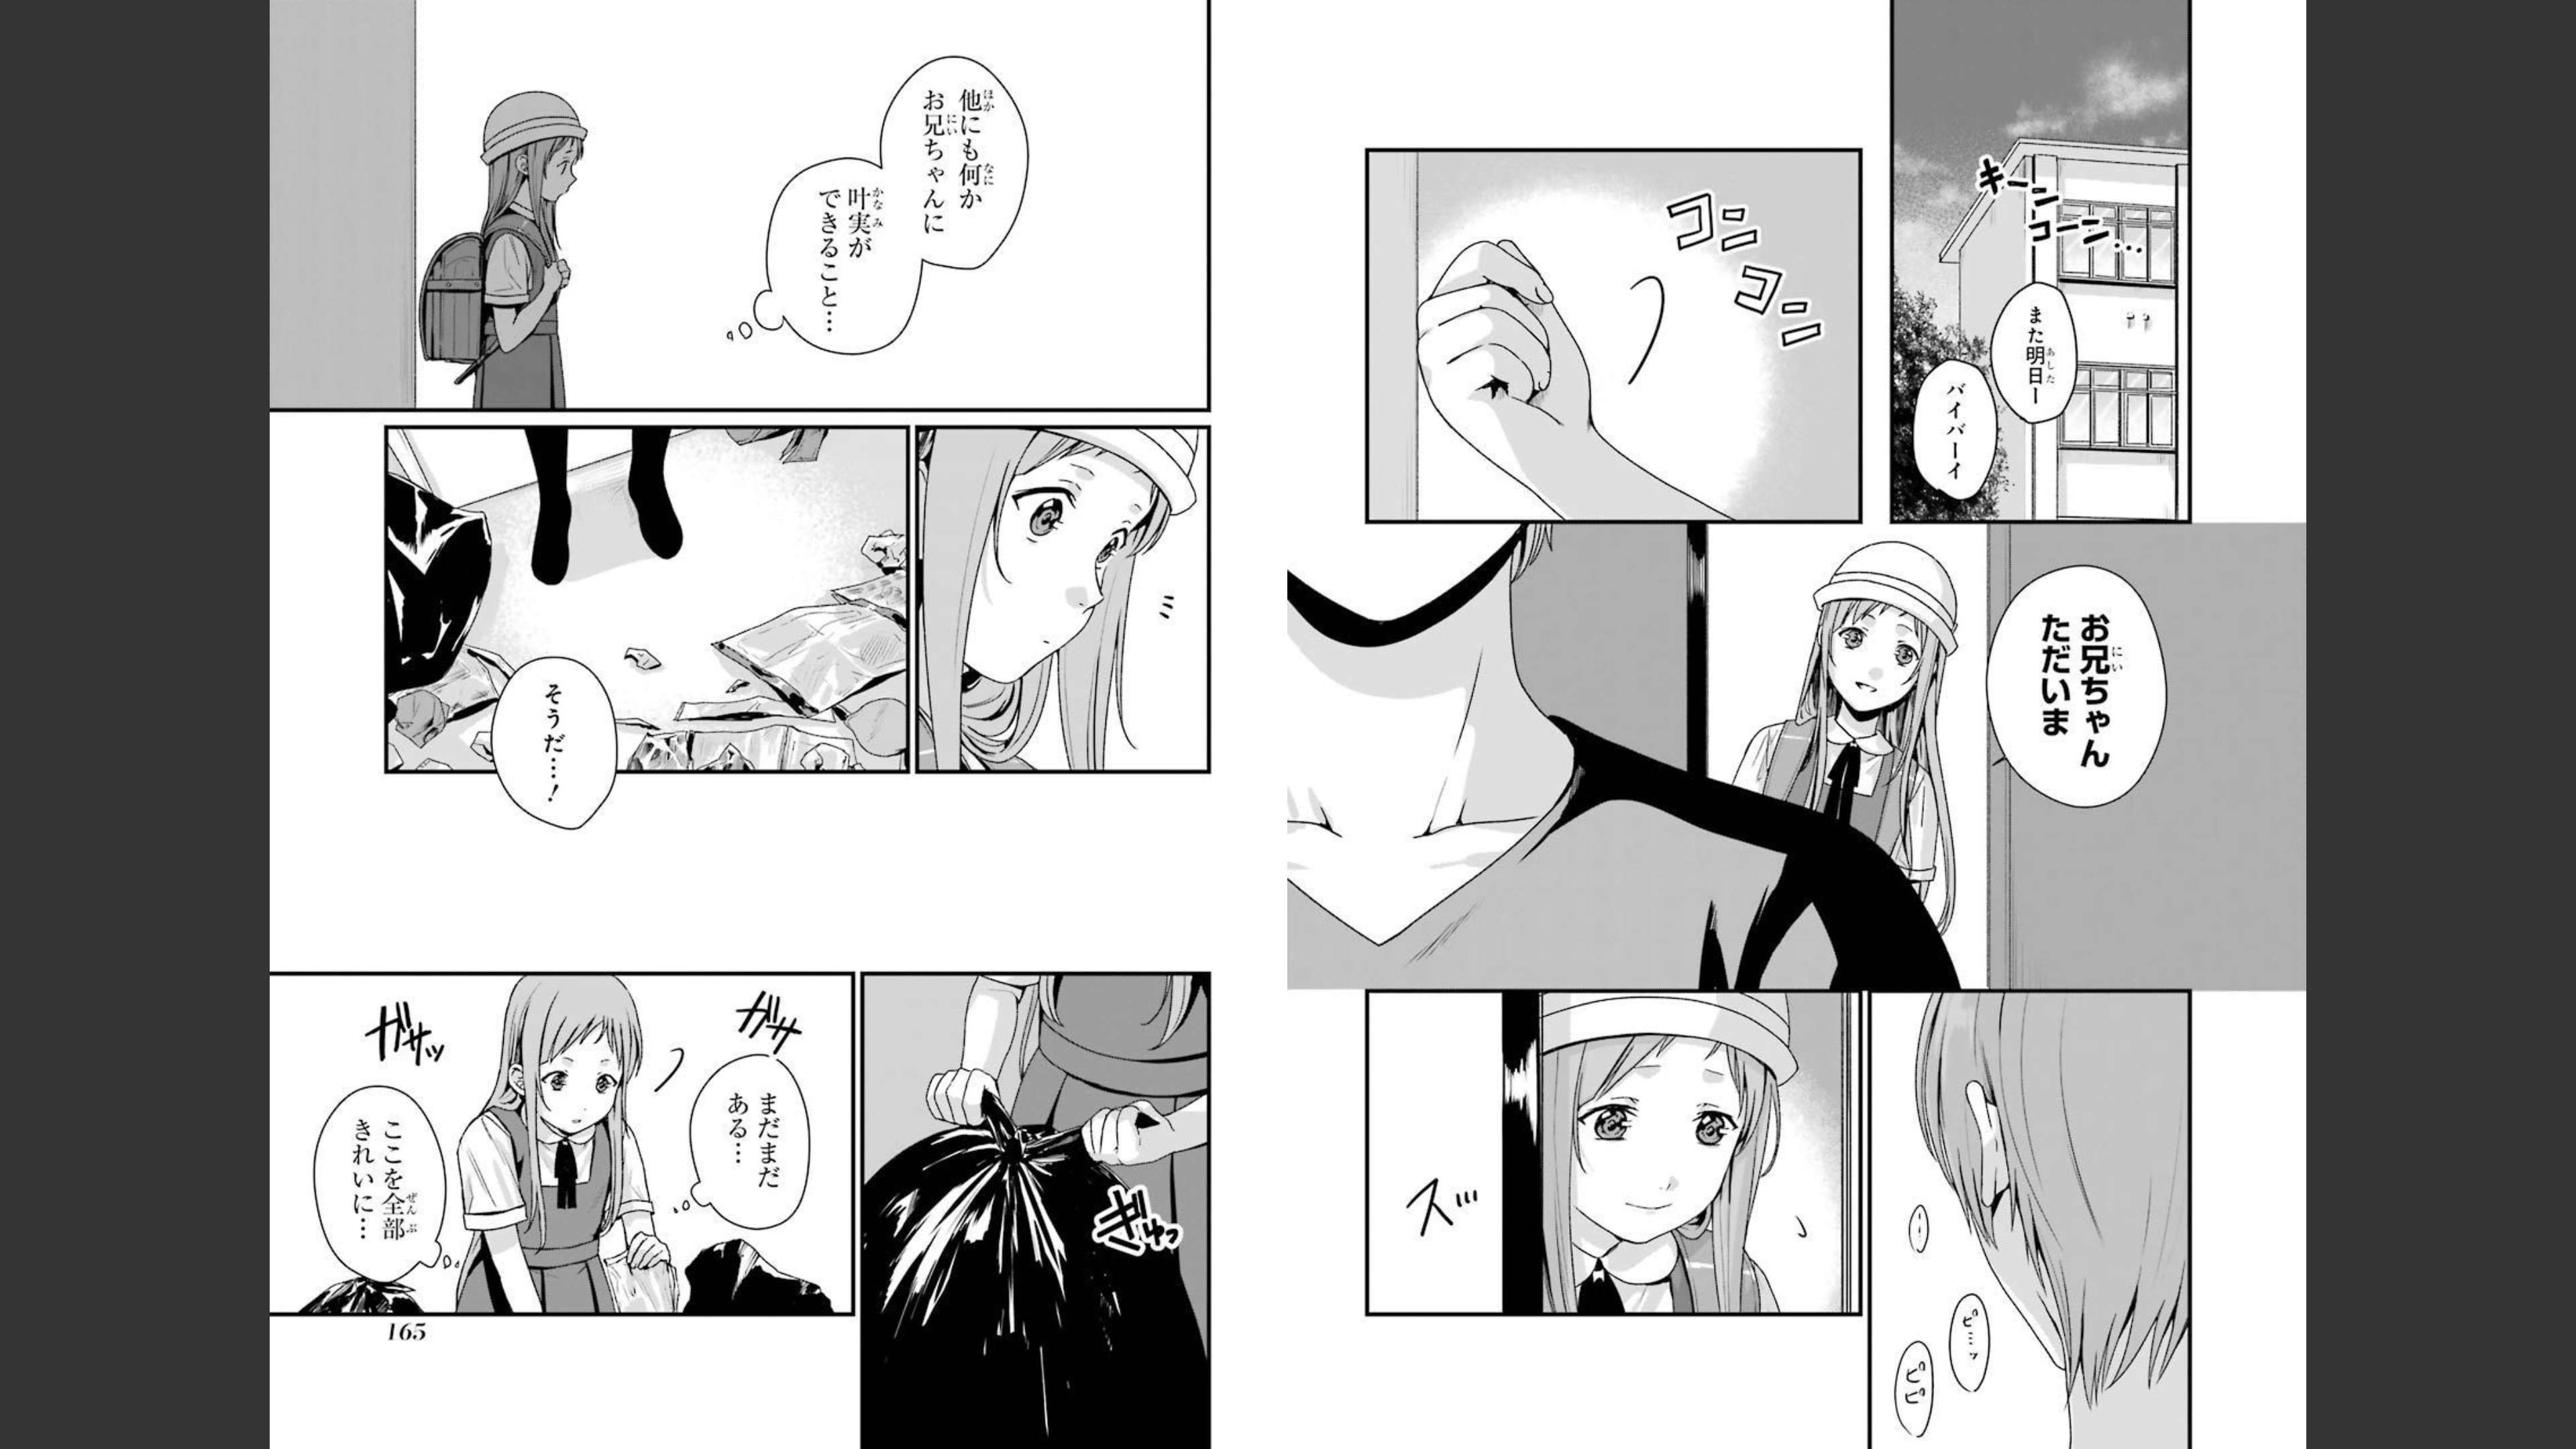 キーンコーン…
また明日ー
バイバーイ
コンコン
お兄ちゃん
ただいま
…
ピ…ッ
ピピ
ス…
他にも何か
お兄ちゃんに
叶実が
できること…
そうだ…!
ぎゅっ
ガサ
まだまだ
ある…
ガサッ
ここを全部
きれいに…
165